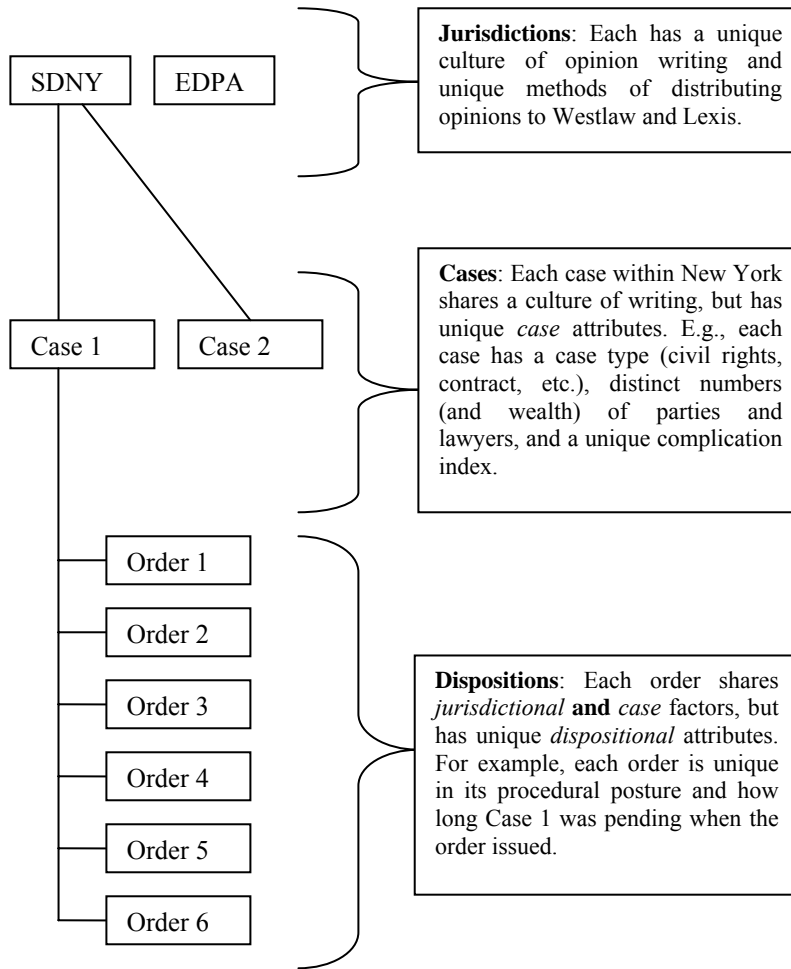 SDNY
EDPA
Jurisdictions: Each has a unique
culture of opinion writing and
unique methods of distributing
opinions to Westlaw and Lexis.
Case 1
Case 2
Cases: Each case within New York
shares a culture of writing, but has
unique case attributes. E.g., each
case has a case type (civil rights,
contract, etc.), distinct numbers
(and wealth) of parties and
lawyers, and a unique complication
index.
Order 1
Order 2
Order 3
Order 4
Order 5
Order 6
Dispositions: Each order shares
jurisdictional and case factors, but
has unique dispositional attributes.
For example, each order is unique
in its procedural posture and how
long Case 1 was pending when the
order issued.